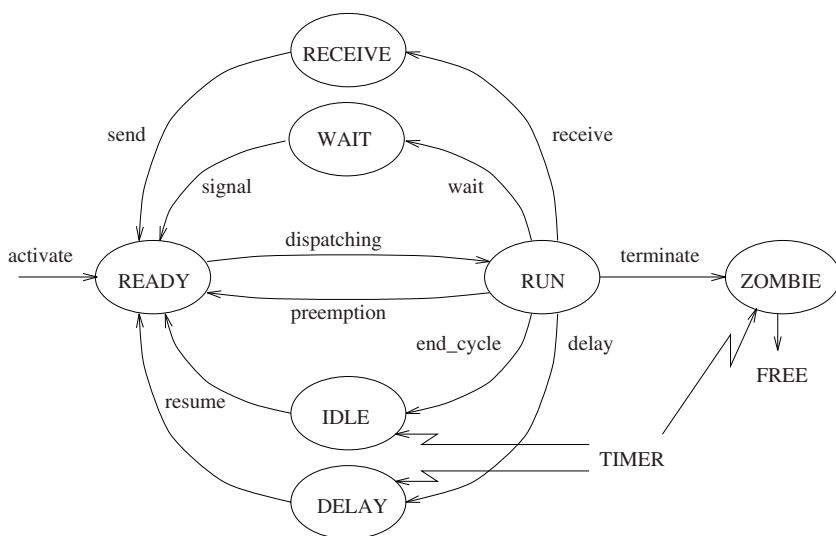 RECEIVE
send
WAIT
receive
signal
wait
activate
dispatching
terminate
READY
RUN
ZOMBIE
preemption
end_cycle
delay
FREE
resume
IDLE
TIMER
DELAY